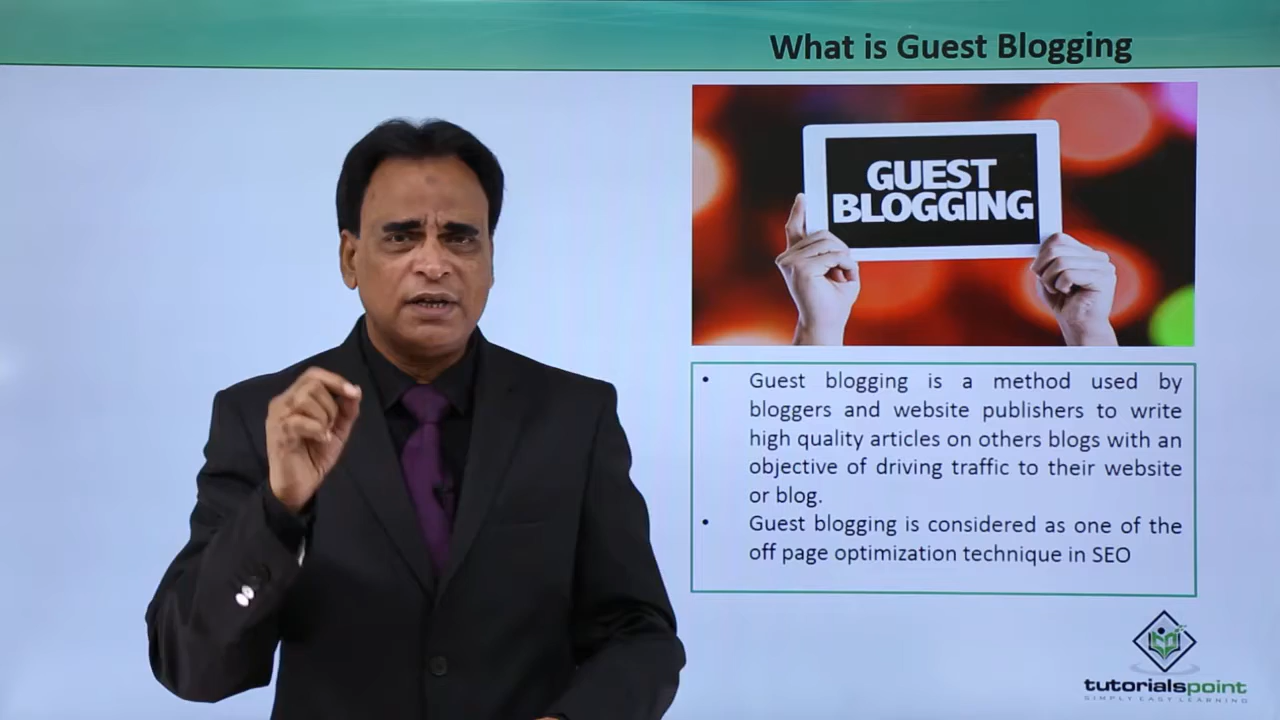 What is Guest Blogging
GUEST
BLOGGING
• Guest blogging is a method used by
bloggers and website publishers to write
high quality articles on others blogs with an
objective of driving traffic to their website
or blog.
• Guest blogging is considered as one of the
off page optimization technique in SEO
tutorialspoint
SIMPLY EASY LEARNING